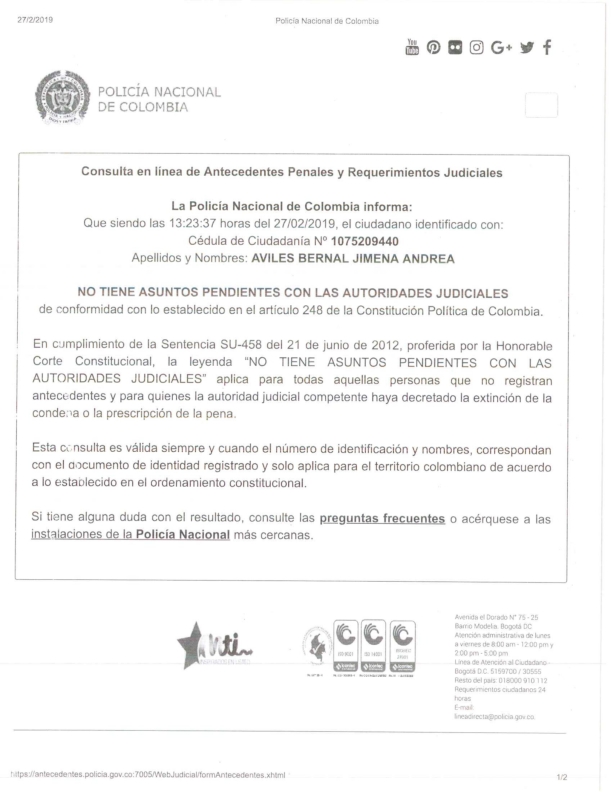 27/2/2019 Policía Nacional de Colombia
You
Tube
G+
POLICÍA NACIONAL
DE COLOMBIA
Consulta en línea de Antecedentes Penales y Requerimientos Judiciales
La Policía Nacional de Colombia informa:
Que siendo las 13:23:37 horas del 27/02/2019, el ciudadano identificado con:
Cédula de Ciudadanía Nº 1075209440
Apellidos y Nombres: AVILES BERNAL JIMENA ANDREA
NO TIENE ASUNTOS PENDIENTES CON LAS AUTORIDADES JUDICIALES
de conformidad con lo establecido en el artículo 248 de la Constitución Política de Colombia.
En cumplimiento de la Sentencia SU-458 del 21 de junio de 2012, proferida por la Honorable
Corte Constitucional, la leyenda “NO TIENE ASUNTOS PENDIENTES CON LAS
AUTORIDADES JUDICIALES” aplica para todas aquellas personas que no registran
antecedentes y para quienes la autoridad judicial competente haya decretado la extinción de la
condena o la prescripción de la pena.
Esta consulta es válida siempre y cuando el número de identificación y nombres, correspondan
con el documento de identidad registrado y solo aplica para el territorio colombiano de acuerdo
a lo establecido en el ordenamiento constitucional.
Si tiene alguna duda con el resultado, consulte las preguntas frecuentes o acérquese a las
instalaciones de la Policía Nacional más cercanas.
Avenida el Dorado N° 75 - 25
Barrio Modelia, Bogotá DC
Atención administrativa de lunes
a viernes de 8:00 am - 12:00 pm y
2:00 pm - 5:00 pm
Línea de Atención al Ciudadano -
Bogotá D.C. 5159700 / 30555
Resto del país: 018000 910 112
Requerimientos ciudadanos 24
horas
E-mail:
lineadirecta@policia.gov.co
https://antecedentes.policia.gov.co:7005/WebJudicial/formAntecedentes.xhtml 1/2